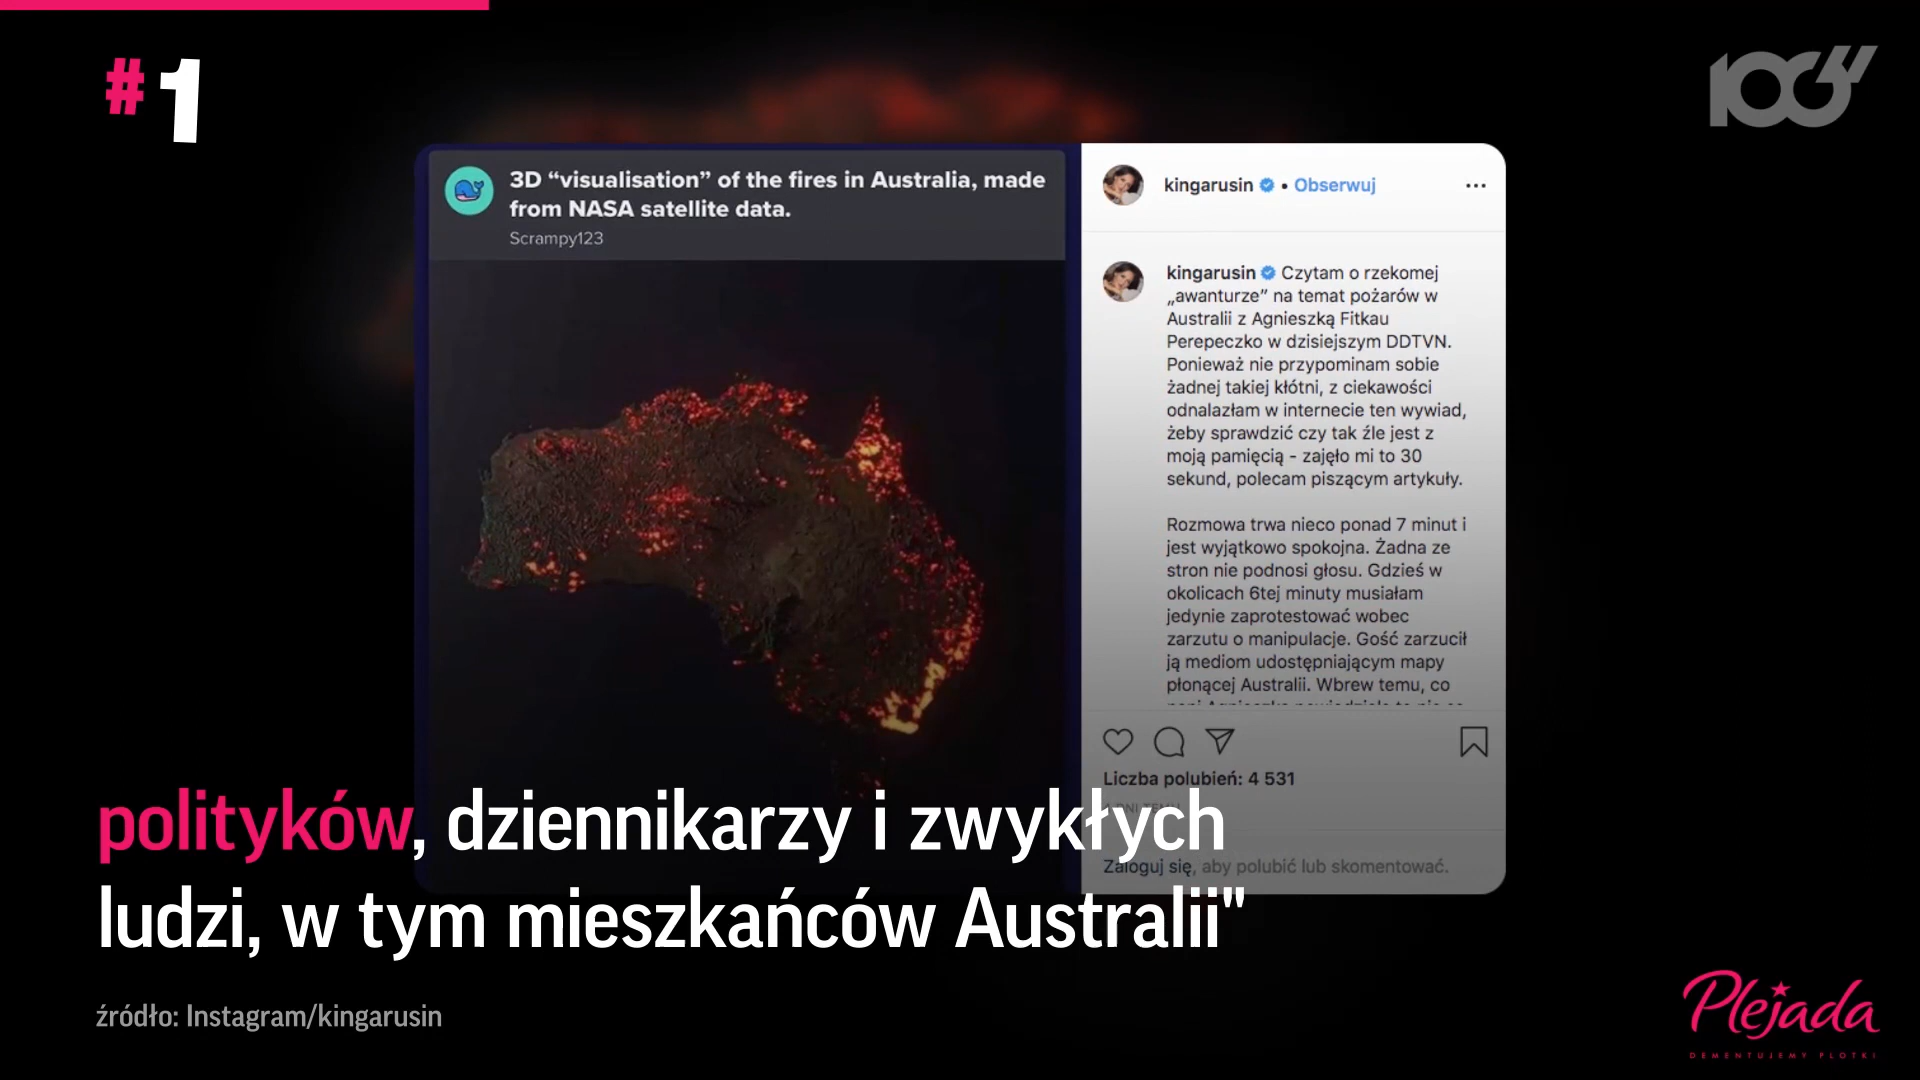 #1
100
3D “visualisation” of the fires in Australia, made
from NASA satellite data.
Scrampy123
kingarusin • Obserwuj
kingarusin Czytam o rzekomej
„awanturze” na temat pożarów w
Australii z Agnieszką Fitkau
Perepeczko w dzisiejszym DDTVN.
Ponieważ nie przypominam sobie
żadnej takiej kłótni, z ciekawości
odnalazłam w internecie ten wywiad,
żeby sprawdzić czy tak źle jest z
moją pamięcią - zajęło mi to 30
sekund, polecam piszącym artykuły.
Rozmowa trwa nieco ponad 7 minut i
jest wyjątkowo spokojna. Żadna ze
stron nie podnosi głosu. Gdzieś w
okolicach 6tej minuty musiałam
jedynie zaprotestować wobec
zarzutu o manipulacje. Gość zarzucił
ją mediom udostępniającym mapy
płonącej Australii. Wbrew temu, co
Liczba polubień: 4 531
4 DNI TEMU
Zaloguj się, aby polubić lub skomentować.
polityków, dziennikarzy i zwykłych
ludzi, w tym mieszkańców Australii"
źródło: Instagram/kingarusin
Plejada
DEMENTUJEMY PLOTKI